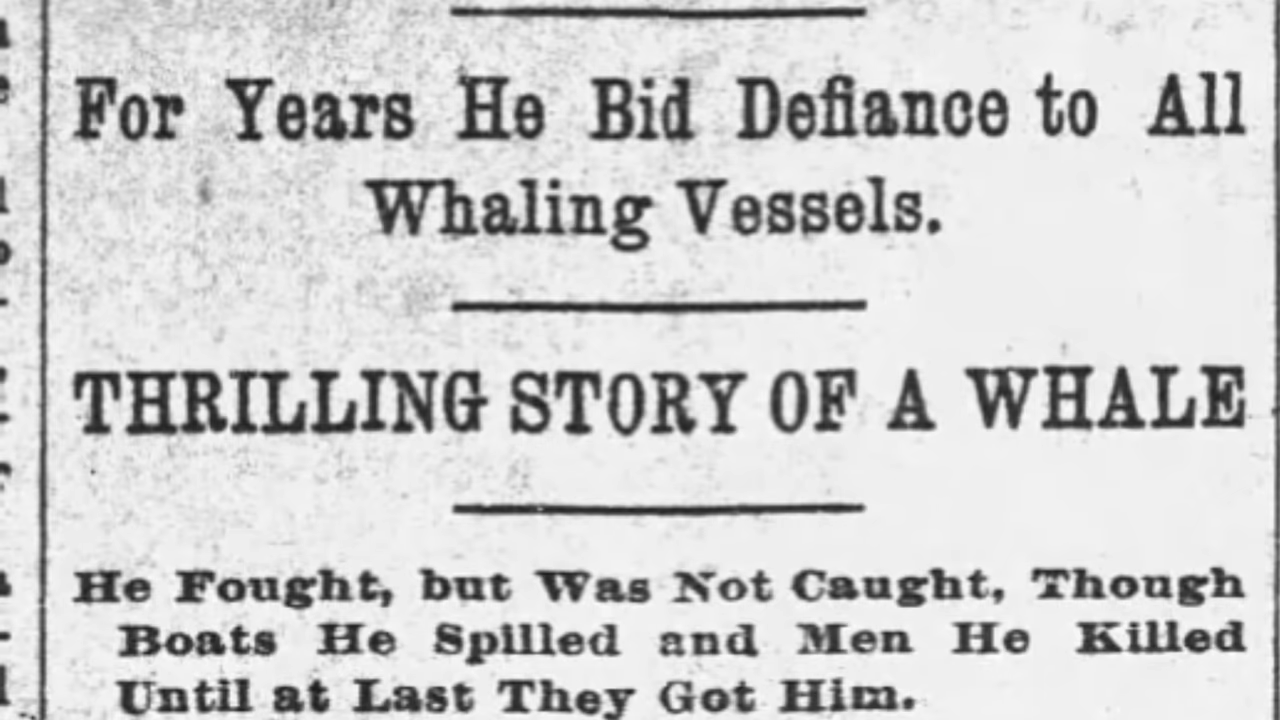 For Years He Bid Defiance to All
Whaling Vessels.
THRILLING STORY OF A WHALE
He Fought, but Was Not Caught, Though
Boats He Spilled and Men He Killed
Until at Last They Got Him.